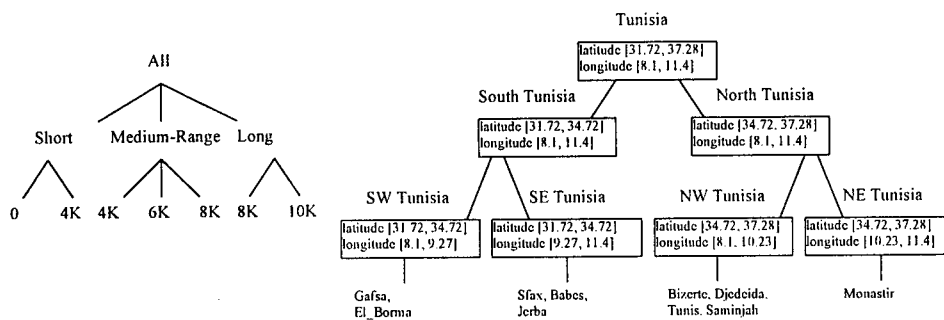 All
Short Medium-Range Long
0 4K 4K 6K 8K 8K 10K
Tunisia
latitude [31.72, 37.28]
longitude [8.1, 11.4]
South Tunisia
latitude [31.72, 34.72]
longitude [8.1, 11.4]
North Tunisia
latitude [34.72, 37.28]
longitude [8.1, 11.4]
SW Tunisia
latitude [31.72, 34.72]
longitude [8.1, 9.27]
SE Tunisia
latitude [31.72, 34.72]
longitude [9.27, 11.4]
NW Tunisia
latitude [34.72, 37.28]
longitude [8.1, 10.23]
NE Tunisia
latitude [34.72, 37.28]
longitude [10.23, 11.4]
Gafsa,
El_Borma
Sfax, Babes,
Jerba
Bizerte, Djedeida,
Tunis, Saminjah
Monastir